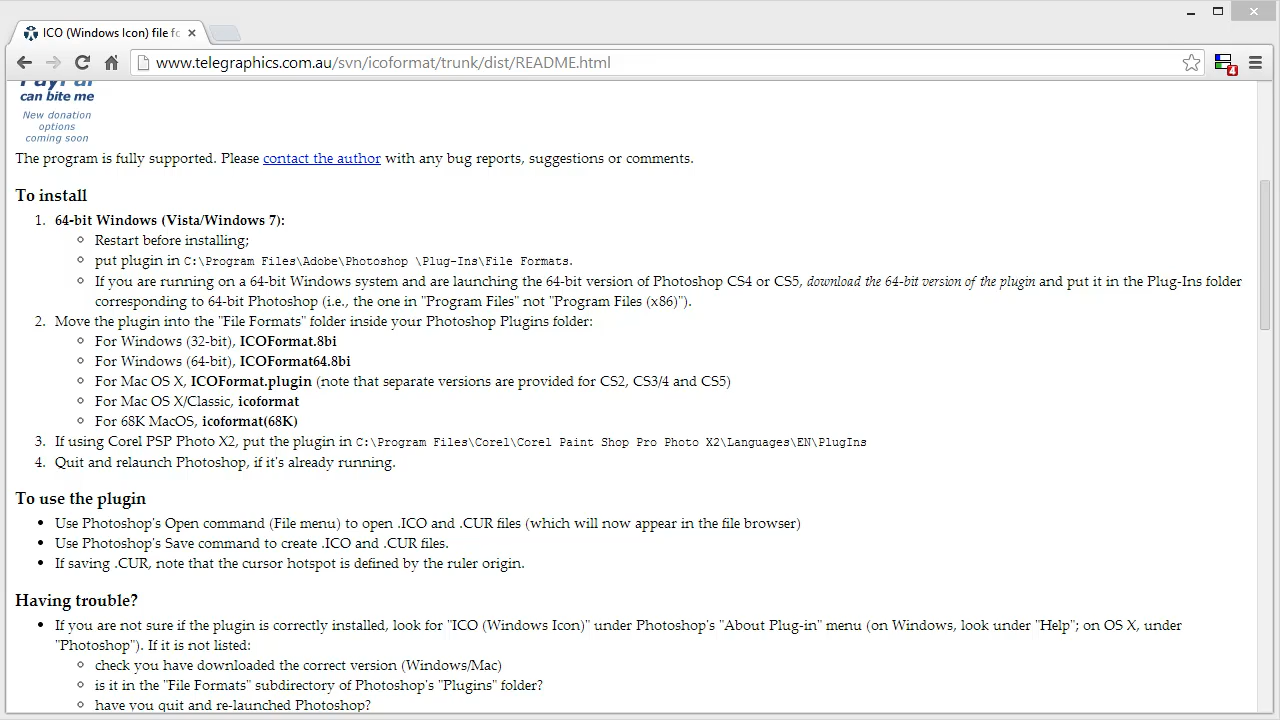 ICO (Windows Icon) file fo
www.telegraphics.com.au/svn/icoformat/trunk/dist/README.html
4
PayPal
can bite me
New donation
options
coming soon
The program is fully supported. Please contact the author with any bug reports, suggestions or comments.
To install
1. 64-bit Windows (Vista/Windows 7):
Restart before installing;
put plugin in C:\Program Files\Adobe\Photoshop \Plug-Ins\File Formats.
If you are running on a 64-bit Windows system and are launching the 64-bit version of Photoshop CS4 or CS5, download the 64-bit version of the plugin and put it in the Plug-Ins folder
corresponding to 64-bit Photoshop (i.e., the one in "Program Files" not "Program Files (x86)").
2. Move the plugin into the "File Formats" folder inside your Photoshop Plugins folder:
For Windows (32-bit), ICOFormat.8bi
For Windows (64-bit), ICOFormat64.8bi
For Mac OS X, ICOFormat.plugin (note that separate versions are provided for CS2, CS3/4 and CS5)
For Mac OS X/Classic, icoformat
For 68K MacOS, icoformat(68K)
3. If using Corel PSP Photo X2, put the plugin in C:\Program Files\Corel\Corel Paint Shop Pro Photo X2\Languages\EN\PlugIns
4. Quit and relaunch Photoshop, if it's already running.
To use the plugin
Use Photoshop's Open command (File menu) to open .ICO and .CUR files (which will now appear in the file browser)
Use Photoshop's Save command to create .ICO and .CUR files.
If saving .CUR, note that the cursor hotspot is defined by the ruler origin.
Having trouble?
If you are not sure if the plugin is correctly installed, look for "ICO (Windows Icon)" under Photoshop's "About Plug-in" menu (on Windows, look under "Help"; on OS X, under
"Photoshop"). If it is not listed:
check you have downloaded the correct version (Windows/Mac)
is it in the "File Formats" subdirectory of Photoshop's "Plugins" folder?
have you quit and re-launched Photoshop?